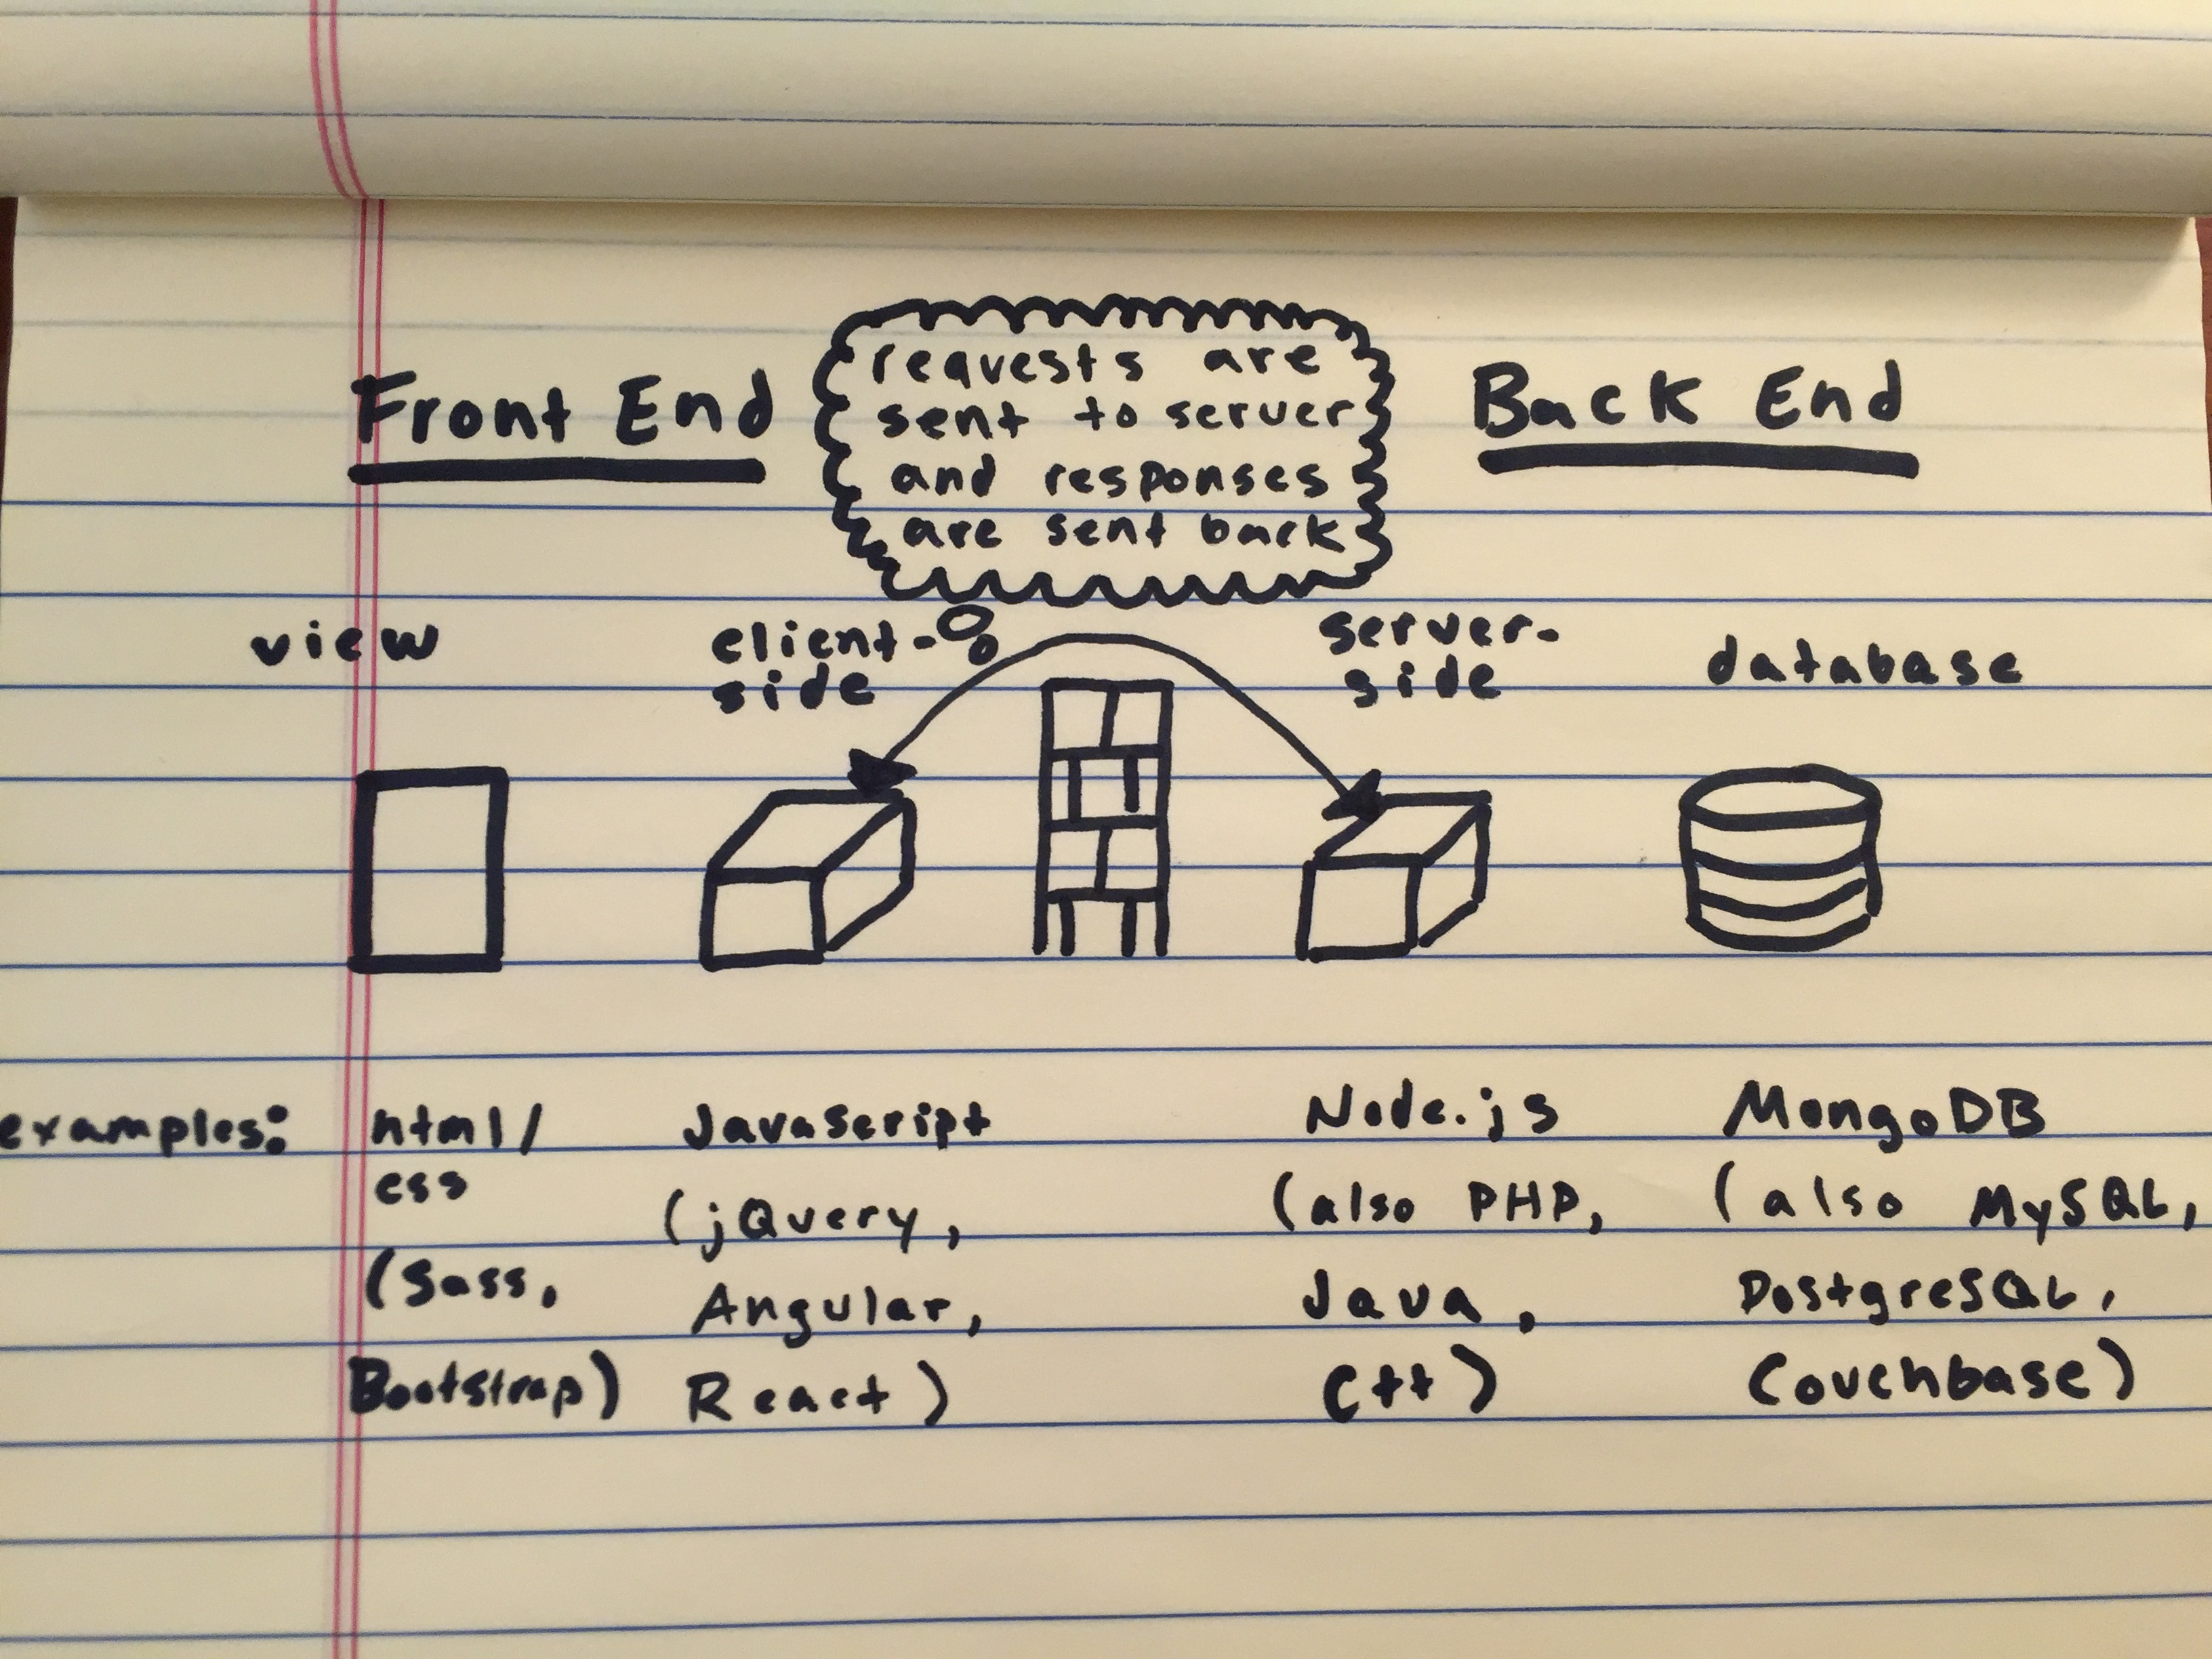 Front End
requests are
sent to server
and responses
are sent back
Back End
view
client-
side
server-
side
database
examples:
html/
css
(Sass,
Bootstrap)
JavaScript
(jQuery,
Angular,
React)
Node.js
(also PHP,
Java,
C++)
MongoDB
(also MySQL,
PostgreSQL,
Couchbase)